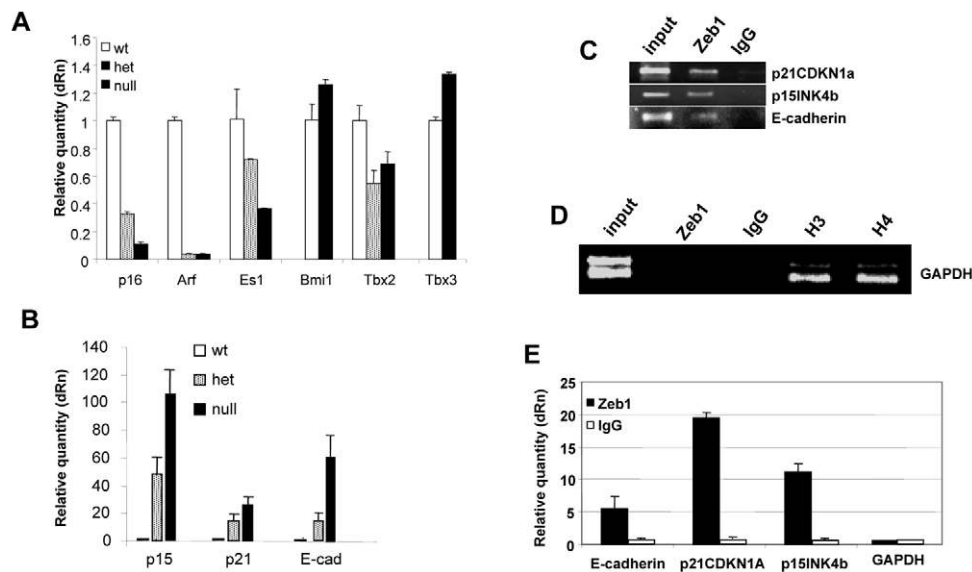 A
Relative quantity (dRn)
1.6
1.4
1.2
1
0.8
0.6
0.4
0.2
0
wt
het
null
p16 Arf Es1 Bmi1 Tbx2 Tbx3
B
Relative quantity (dRn)
140
120
100
80
60
40
20
0
wt
het
null
p15 p21 E-cad
C
input Zeb1 IgG
p21CDKN1a
p15INK4b
E-cadherin
D
input Zeb1 IgG H3 H4
GAPDH
E
Relative quantity (dRn)
25
20
15
10
5
0
Zeb1
IgG
E-cadherin p21CDKN1A p15INK4b GAPDH